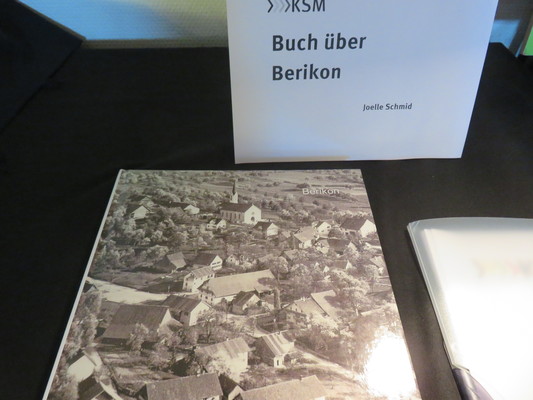 KSM
Buch über
Berikon
Joelle Schmid
Berikon